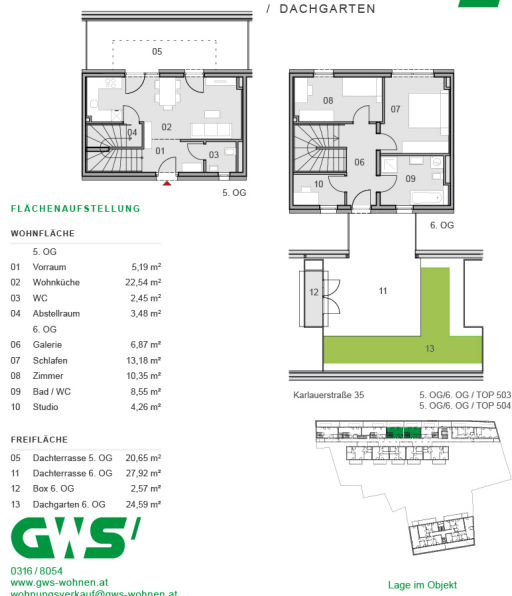 / DACHGARTEN
05
04
02
01
03
5. OG
08
07
06
10
09
6. OG
12
11
13
FLÄCHENAUFSTELLUNG
WOHNFLÄCHE
5. OG
01 Vorraum 5,19 m²
02 Wohnküche 22,54 m²
03 WC 2,45 m²
04 Abstellraum 3,48 m²
6. OG
06 Galerie 6,87 m²
07 Schlafen 13,18 m²
08 Zimmer 10,35 m²
09 Bad / WC 8,55 m²
10 Studio 4,26 m²
FREIFLÄCHE
05 Dachterrasse 5. OG 20,65 m²
11 Dachterrasse 6. OG 27,92 m²
12 Box 6. OG 2,57 m²
13 Dachgarten 6. OG 24,59 m²
Karlauerstraße 35
5. OG/6. OG / TOP 503
5. OG/6. OG / TOP 504
GWS/
0316 / 8054
www.gws-wohnen.at
wohnungsverkauf@gws-wohnen.at
Lage im Objekt